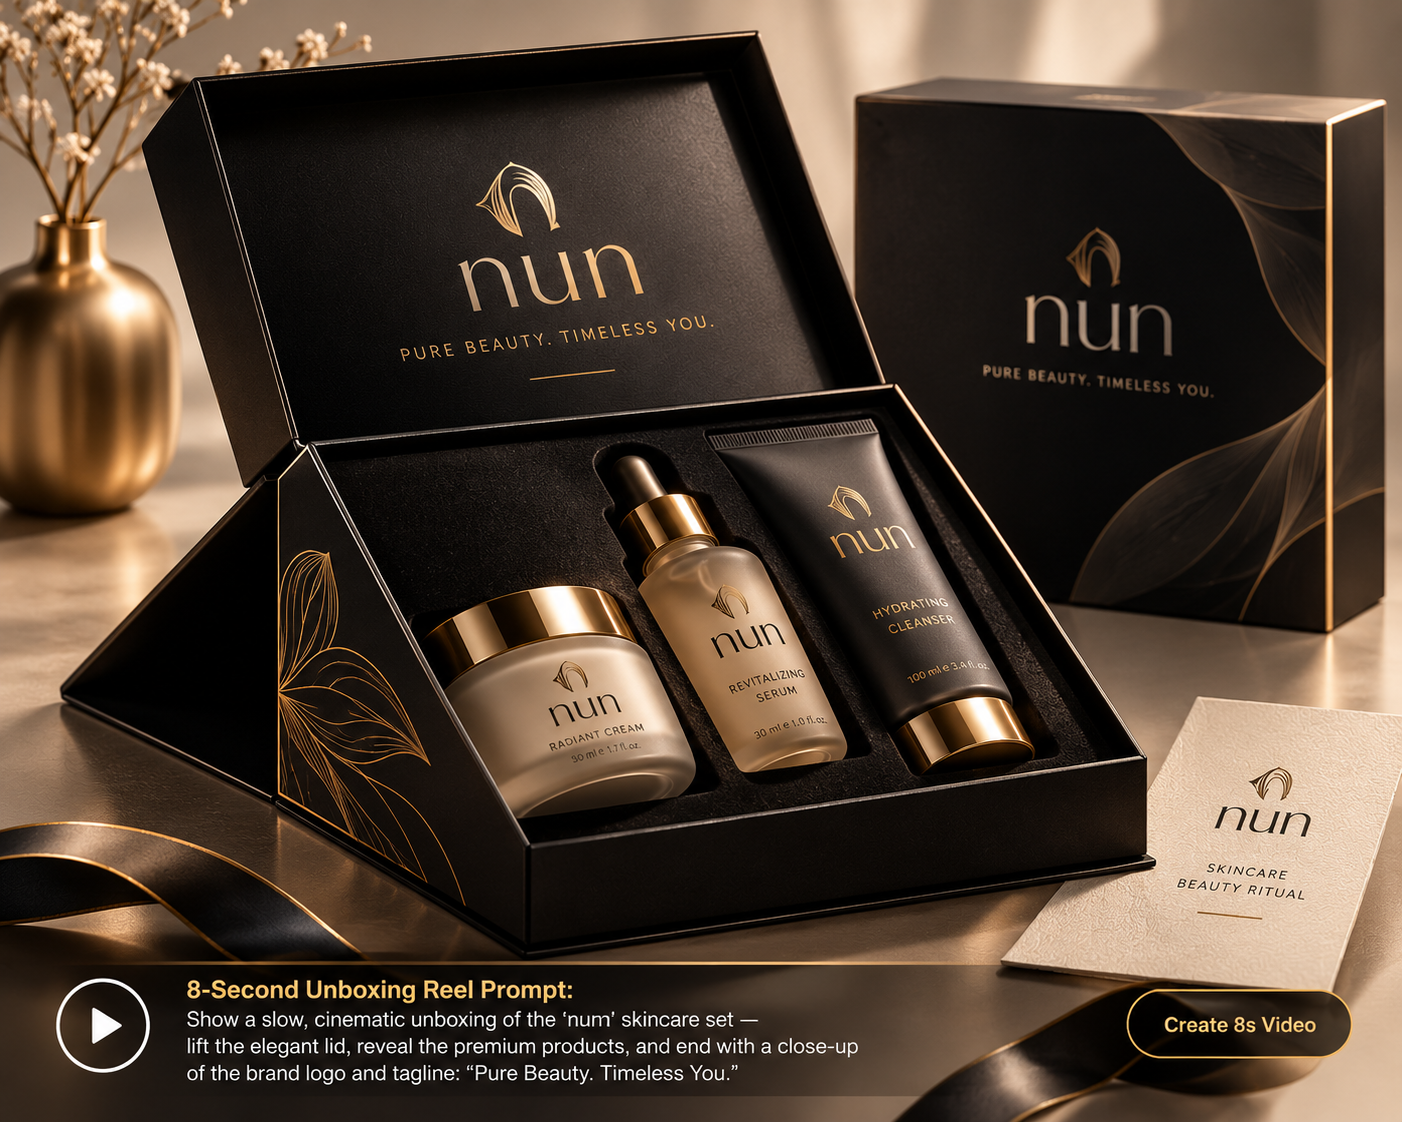 nun
PURE BEAUTY. TIMELESS YOU.
nun
PURE BEAUTY. TIMELESS YOU.
nun
HYDRATING
CLEANSER
100 ml e 3.4 fl.oz.
nun
REVITALIZING
SERUM
30 ml e 1.0 fl.oz.
nun
RADIANT CREAM
30 ml e 1.7 fl.oz.
nun
SKINCARE
BEAUTY RITUAL
8-Second Unboxing Reel Prompt:
Show a slow, cinematic unboxing of the ‘num’ skincare set —
lift the elegant lid, reveal the premium products, and end with a close-up
of the brand logo and tagline: “Pure Beauty. Timeless You.”
Create 8s Video